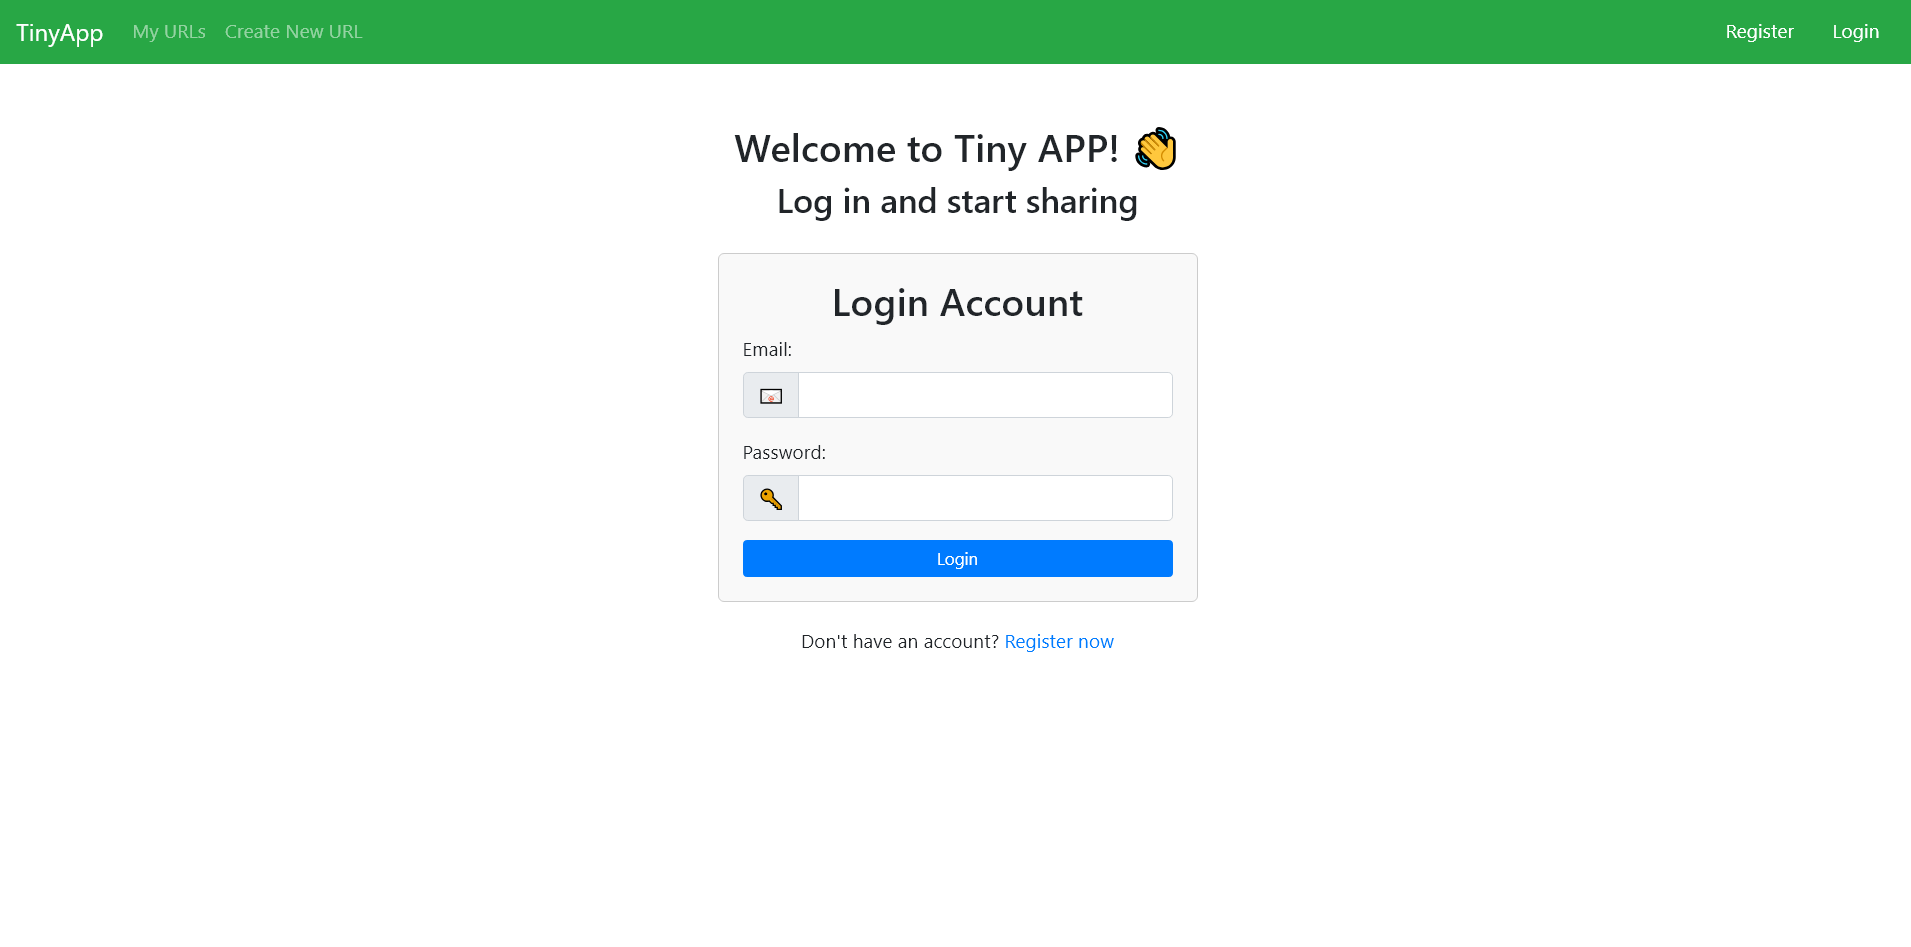 TinyApp My URLs Create New URL Register Login
Welcome to Tiny APP! 👋
Log in and start sharing
Login Account
Email:
Password:
Login
Don't have an account? Register now